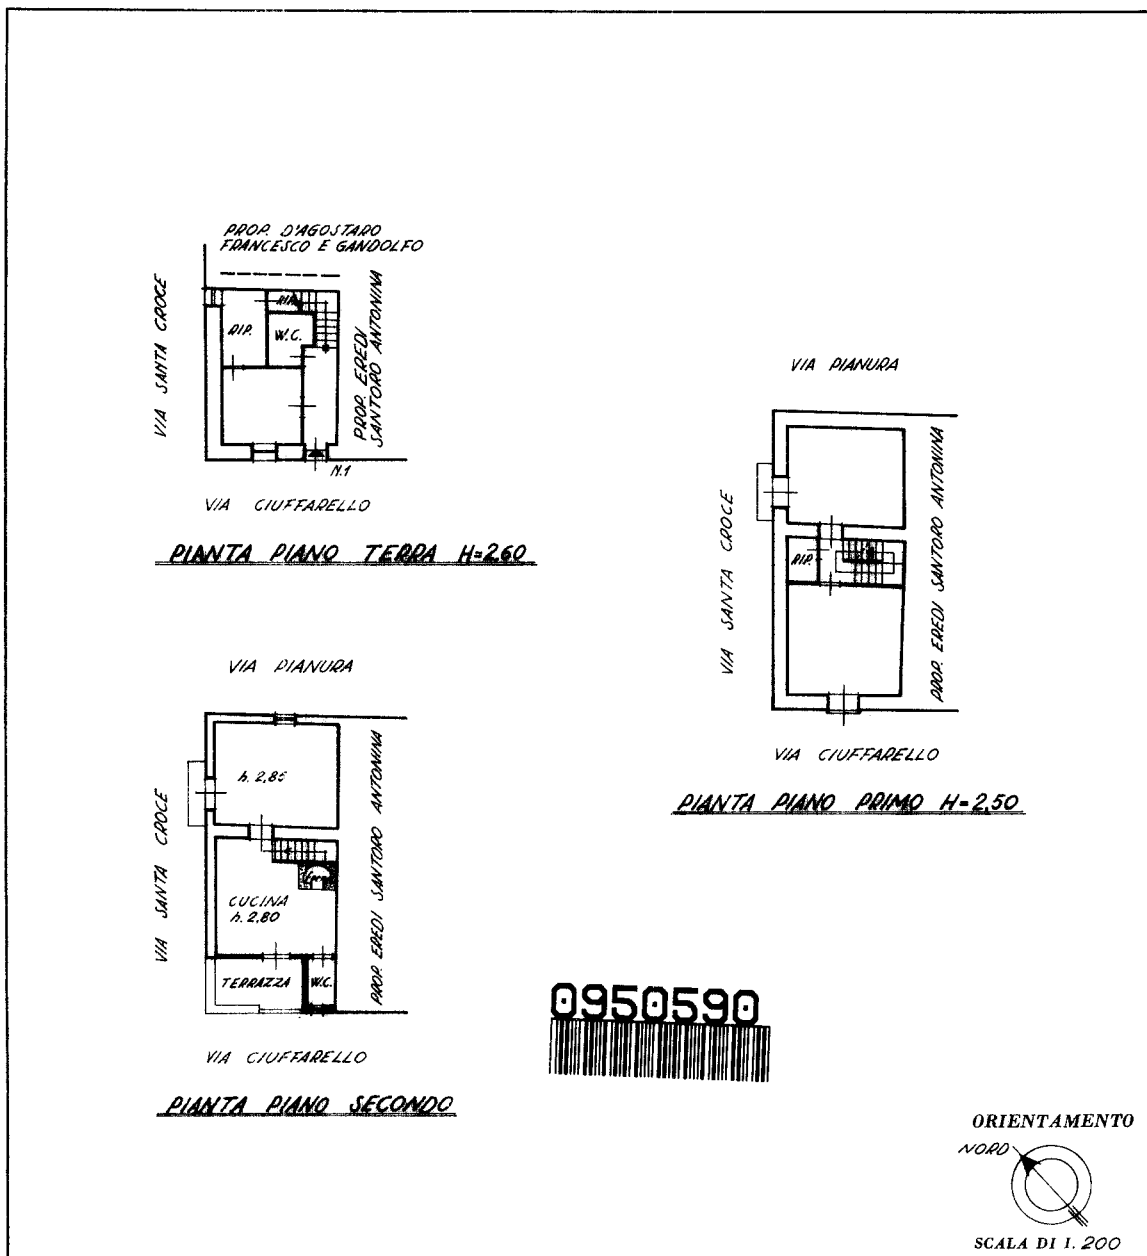 PROP. D'AGOSTARO
FRANCESCO E GANDOLFO
VIA SANTA CROCE
RIP.
RIP.
W.C.
PROP. EREDI
SANTORO ANTONINA
N.1
VIA CIUFFARELLO
PIANTA PIANO TERRA H=2,60
VIA PIANURA
VIA SANTA CROCE
RIP.
PROP. EREDI SANTORO ANTONINA
VIA CIUFFARELLO
PIANTA PIANO PRIMO H=2,50
VIA PIANURA
VIA SANTA CROCE
h. 2,85
CUCINA
h. 2,80
TERRAZZA
W.C.
PROP. EREDI SANTORO ANTONINA
VIA CIUFFARELLO
PIANTA PIANO SECONDO
0950590
ORIENTAMENTO
NORD
SCALA DI 1. 200